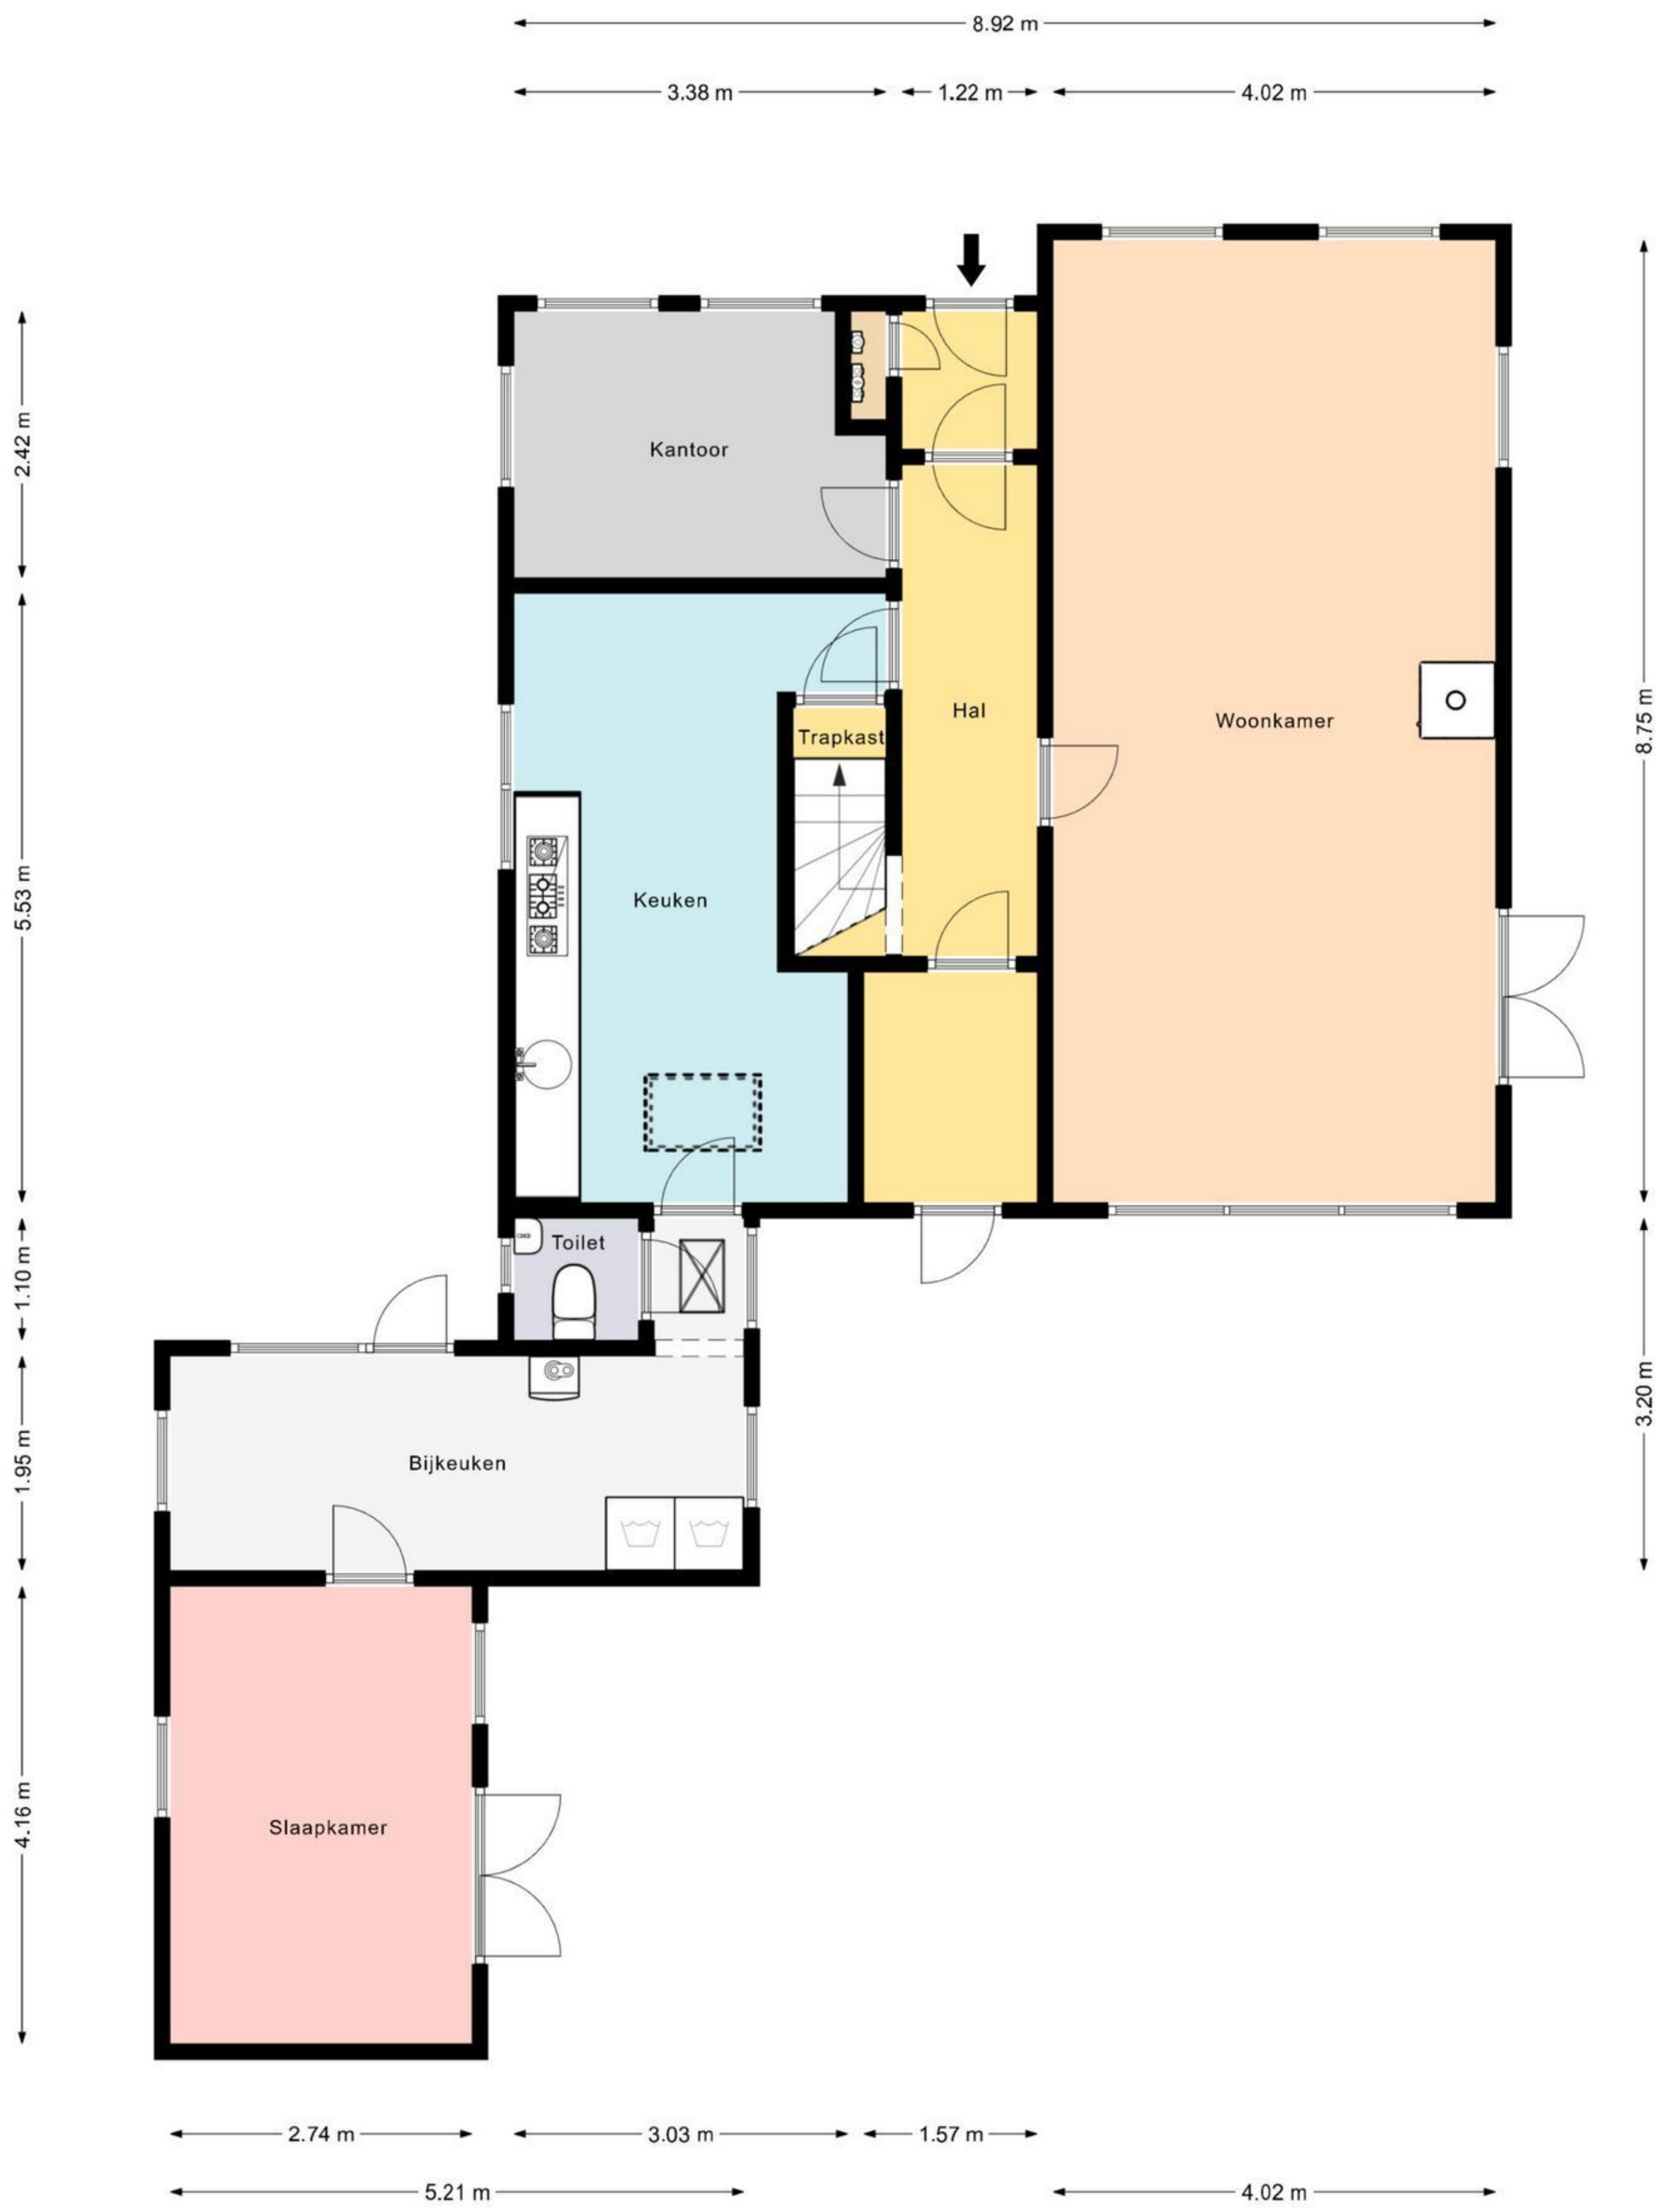 8.92 m
3.38 m
1.22 m
4.02 m
2.42 m
Kantoor
8.75 m
Hal
Woonkamer
Trapkast
5.53 m
Keuken
1.10 m
Toilet
3.20 m
1.95 m
Bijkeuken
4.16 m
Slaapkamer
2.74 m
3.03 m
1.57 m
5.21 m
4.02 m